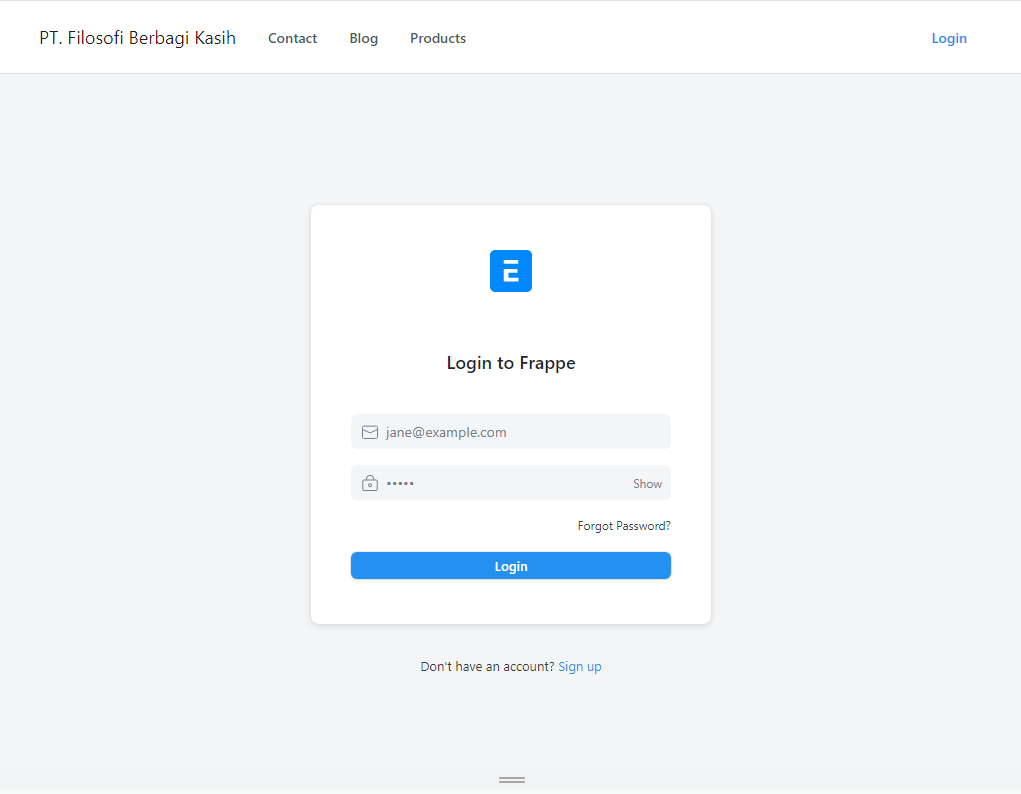 PT. Filosofi Berbagi Kasih Contact Blog Products Login
E
Login to Frappe
jane@example.com
••••• Show
Forgot Password?
Login
Don't have an account? Sign up